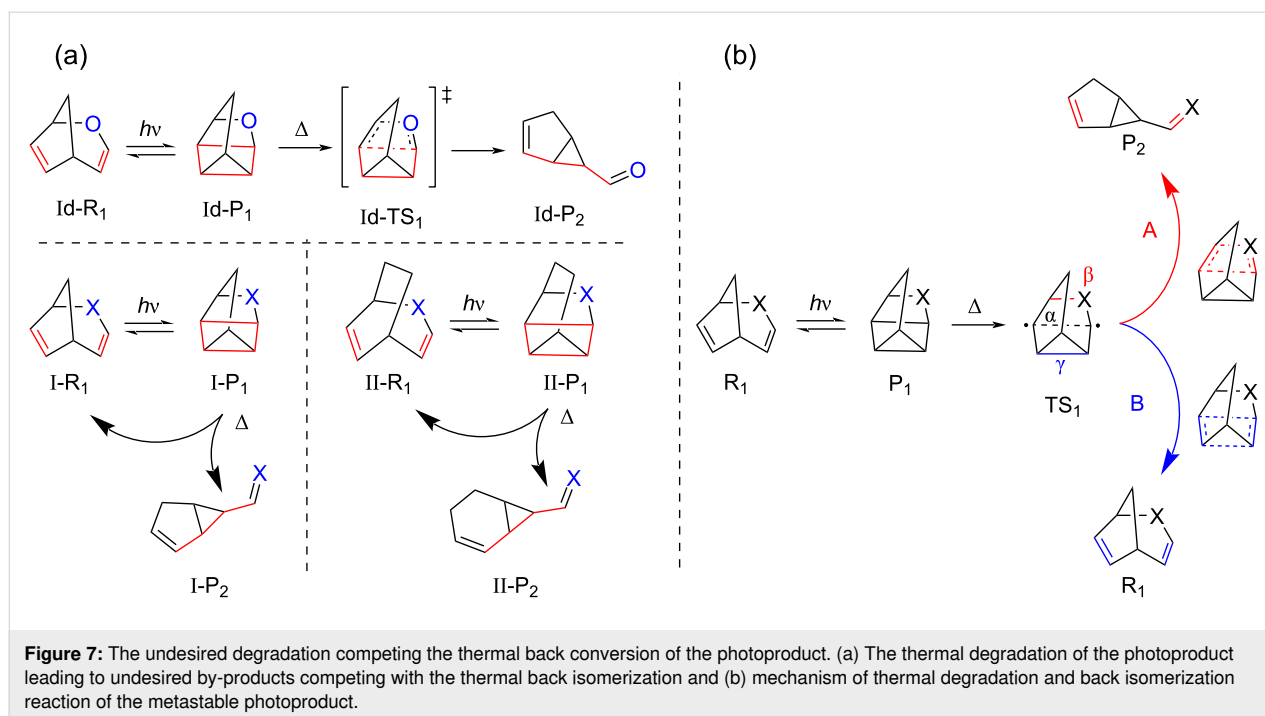 (a)
(b)
O
hν
O
Δ
O
‡
O
Id-R₁
Id-P₁
Id-TS₁
Id-P₂
X
hν
X
I-R₁
I-P₁
Δ
X
I-P₂
X
hν
X
II-R₁
II-P₁
Δ
X
II-P₂
X
P₂
A
X
X
hν
X
Δ
β
X
α
γ
R₁
P₁
TS₁
B
X
X
R₁
Figure 7: The undesired degradation competing the thermal back conversion of the photoproduct. (a) The thermal degradation of the photoproduct
leading to undesired by-products competing with the thermal back isomerization and (b) mechanism of thermal degradation and back isomerization
reaction of the metastable photoproduct.